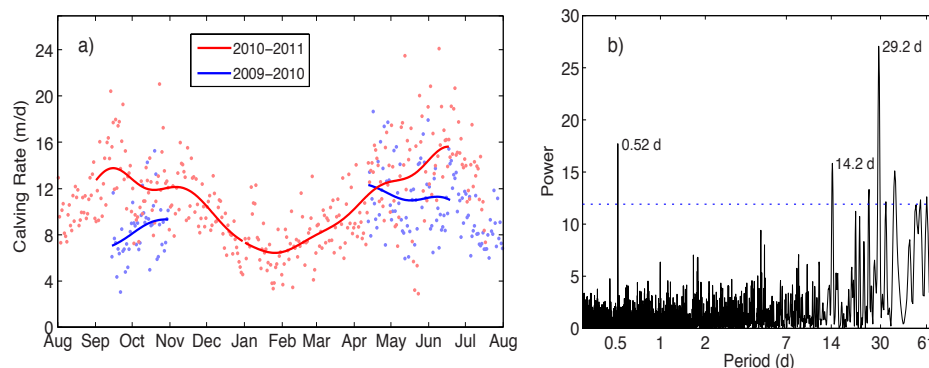 a)
2010-2011
2009-2010
Calving Rate (m/d)
24
20
16
12
8
4
0
Aug Sep Oct Nov Dec Jan Feb Mar Apr May Jun Jul Aug
b)
29.2 d
0.52 d
14.2 d
Power
30
25
20
15
10
5
0
0.5 1 2 7 14 30 61
Period (d)